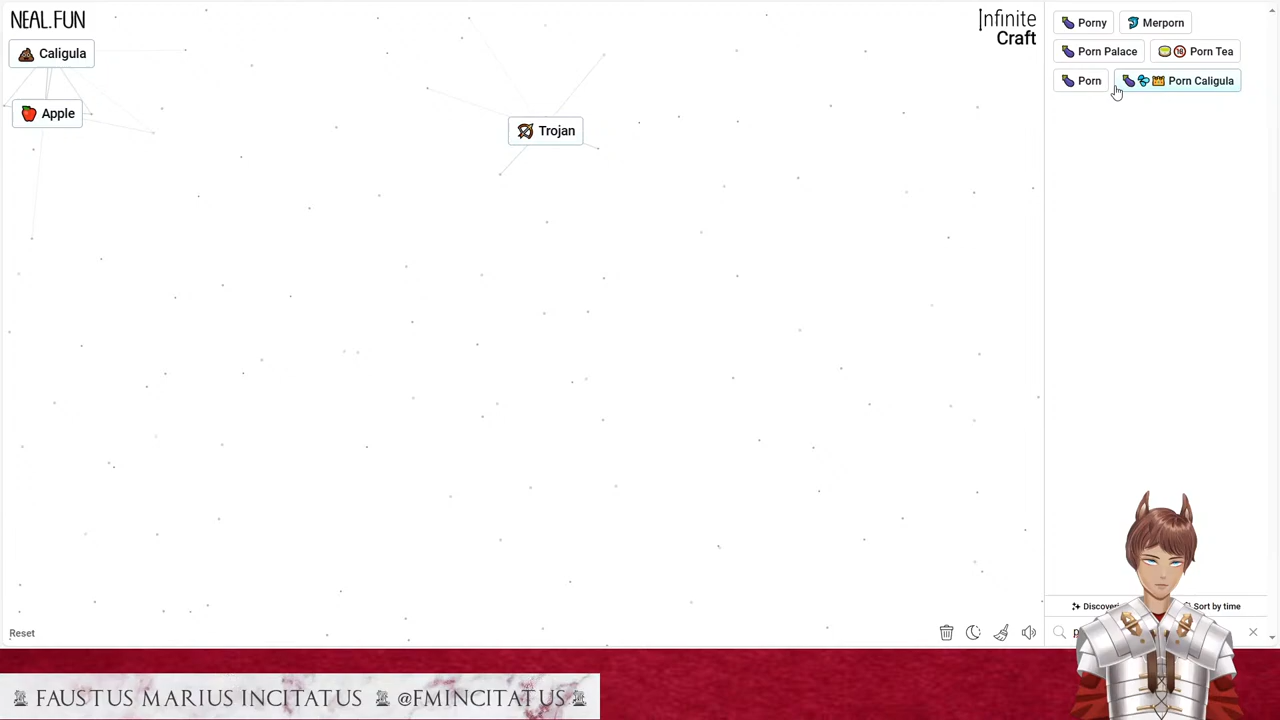 NEAL.FUN
Infinite
Craft
Caligula
Apple
Trojan
Porny
Merporn
Porn Palace
Porn Tea
Porn
Porn Caligula
Reset
Sort by time
FAUSTUS MARIUS INCITATUS @FMINCITATUS